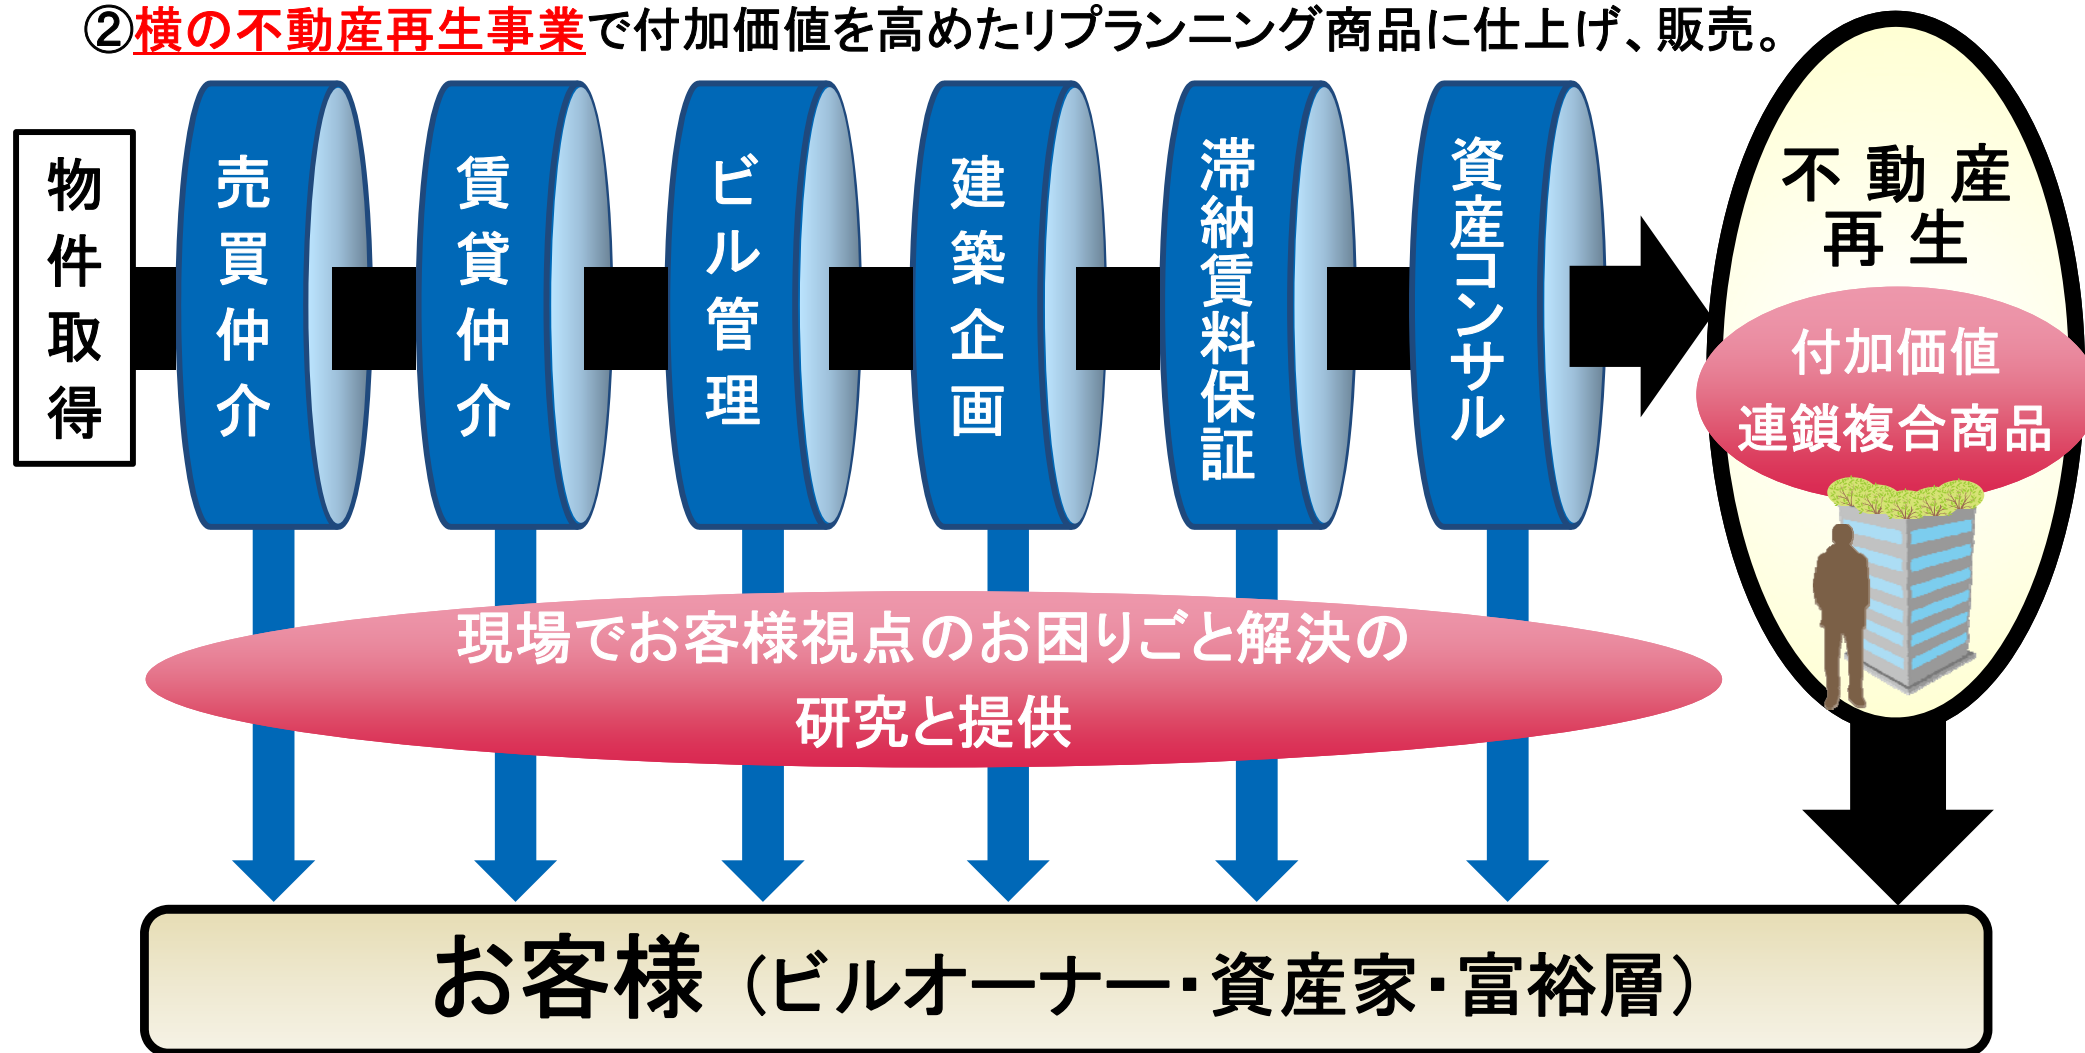 ②横の不動産再生事業で付加価値を高めたリプランニング商品に仕上げ、販売。
物件取得
売買仲介
賃貸仲介
ビル管理
建築企画
滞納賃料保証
資産コンサル
不動産
再生
付加価値
連鎖複合商品
現場でお客様視点のお困りごと解決の
研究と提供
お客様（ビルオーナー・資産家・富裕層）